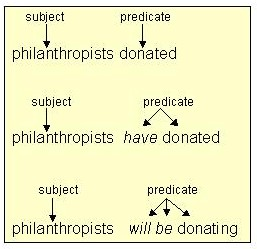 subject predicate
philanthropists donated
subject predicate
philanthropists have donated
subject predicate
philanthropists will be donating